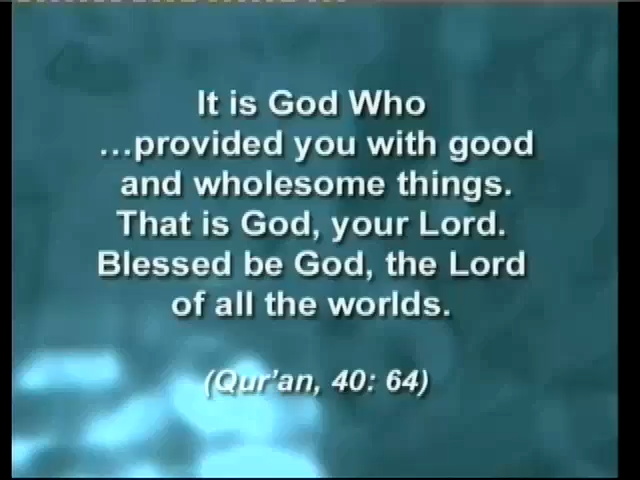 It is God Who
…provided you with good
and wholesome things.
That is God, your Lord.
Blessed be God, the Lord
of all the worlds.
(Qur’an, 40: 64)